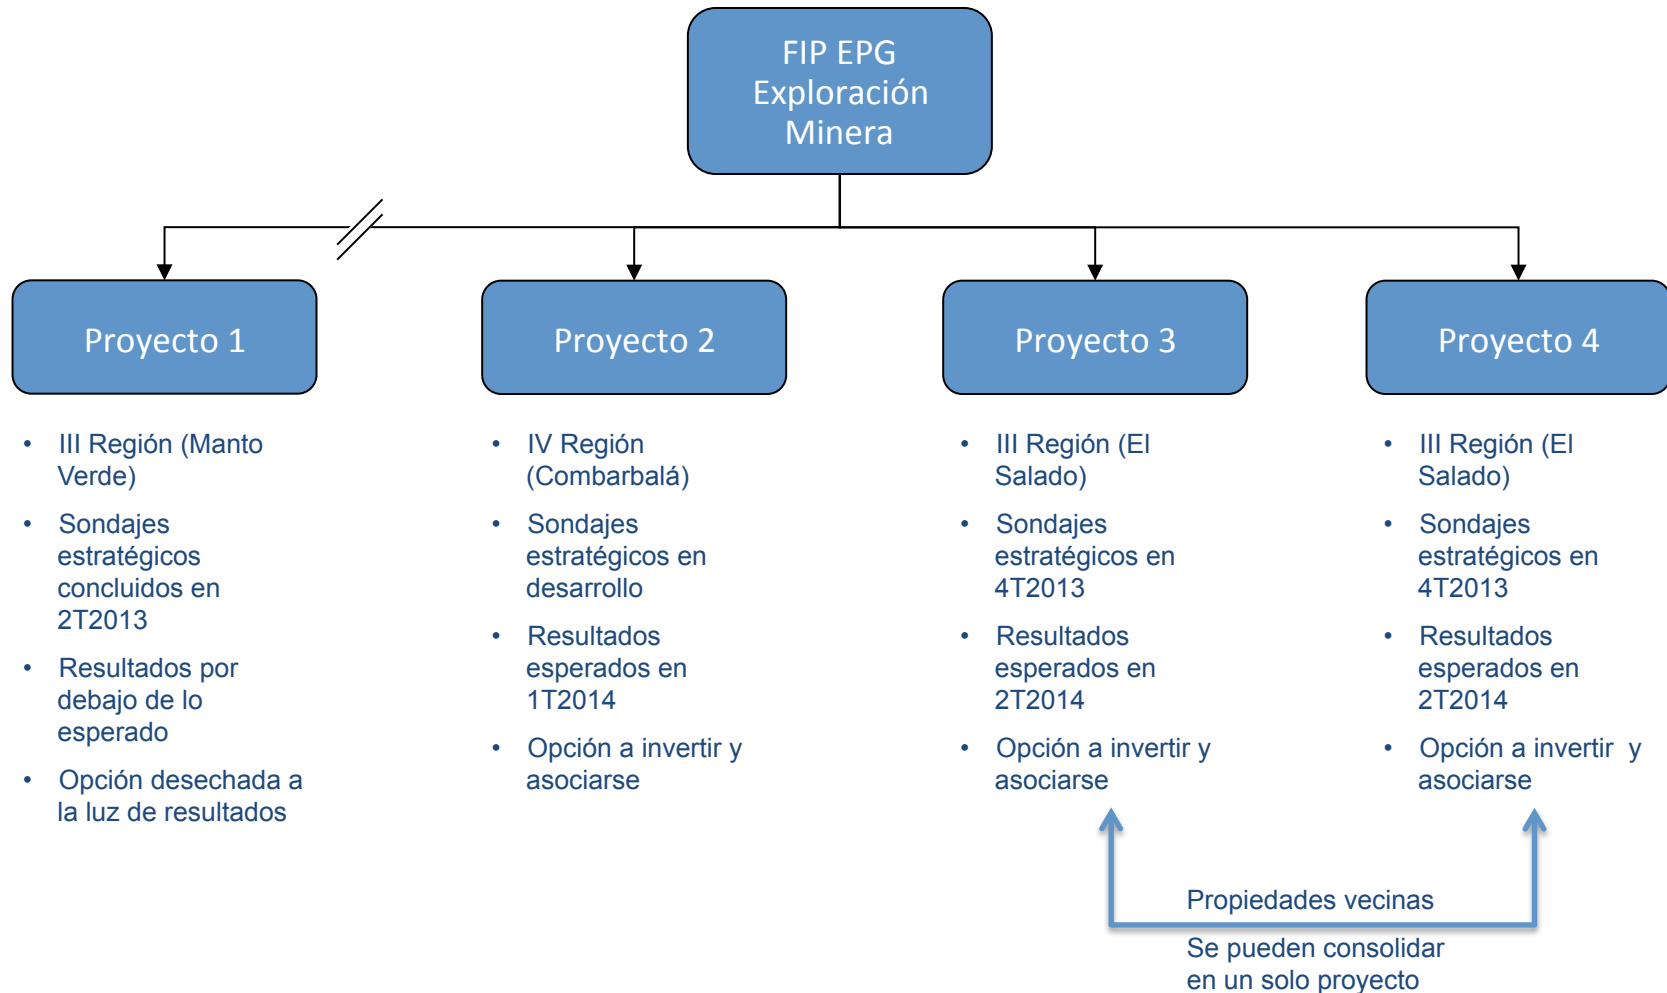 FIP EPG
Exploración
Minera
Proyecto 1
Proyecto 2
Proyecto 3
Proyecto 4
• III Región (Manto
Verde)
• Sondajes
estratégicos
concluidos en
2T2013
• Resultados por
debajo de lo
esperado
• Opción desechada a
la luz de resultados
• IV Región
(Combarbalá)
• Sondajes
estratégicos en
desarrollo
• Resultados
esperados en
1T2014
• Opción a invertir y
asociarse
• III Región (El
Salado)
• Sondajes
estratégicos en
4T2013
• Resultados
esperados en
2T2014
• Opción a invertir y
asociarse
• III Región (El
Salado)
• Sondajes
estratégicos en
4T2013
• Resultados
esperados en
2T2014
• Opción a invertir y
asociarse
Propiedades vecinas
Se pueden consolidar
en un solo proyecto